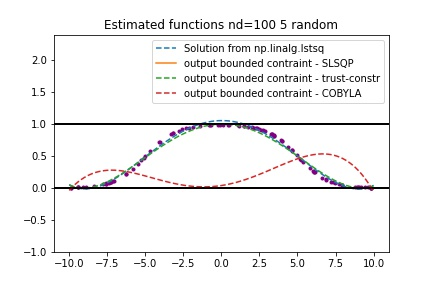 Estimated functions nd=100 5 random
Solution from np.linalg.lstsq
output bounded contraint - SLSQP
output bounded contraint - trust-constr
output bounded contraint - COBYLA
2.0
1.5
1.0
0.5
0.0
−0.5
−1.0
−10.0 −7.5 −5.0 −2.5 0.0 2.5 5.0 7.5 10.0